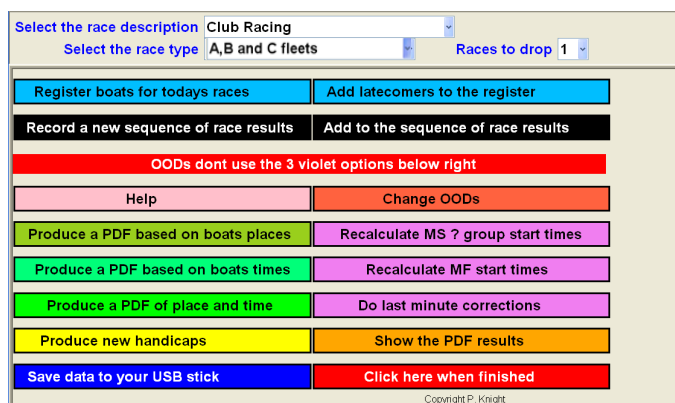 Select the race description Club Racing
Select the race type A,B and C fleets Races to drop 1
Register boats for todays races Add latecomers to the register
Record a new sequence of race results Add to the sequence of race results
OODs dont use the 3 violet options below right
Help Change OODs
Produce a PDF based on boats places Recalculate MS ? group start times
Produce a PDF based on boats times Recalculate MF start times
Produce a PDF of place and time Do last minute corrections
Produce new handicaps Show the PDF results
Save data to your USB stick Click here when finished
Copyright P. Knight